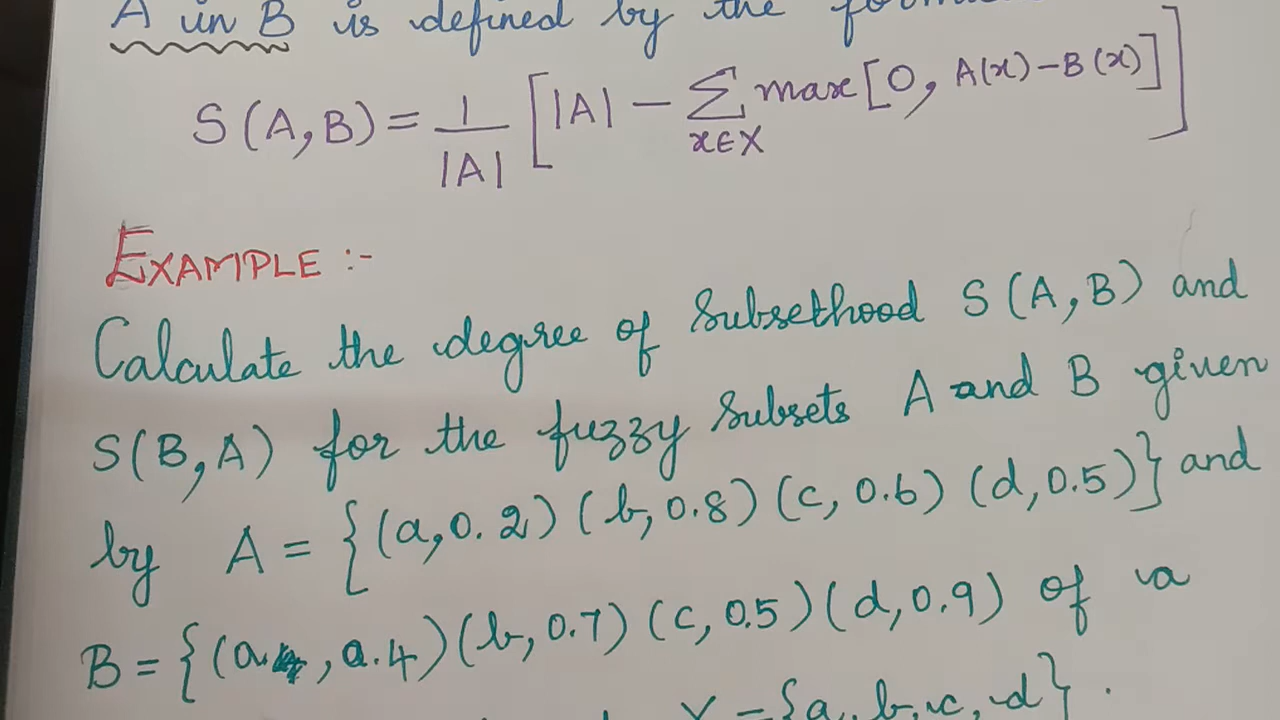 A in B is defined by the
S(A,B) = 1/|A| [|A| - ∑x∈X max[0, A(x)-B(x)]]
EXAMPLE :-
Calculate the degree of Subsethood S(A,B) and
S(B,A) for the fuzzy Subsets A and B given
by A = {(a,0.2)(b,0.8)(c,0.6)(d,0.5)} and
B = {(a, 0.4)(b,0.7)(c,0.5)(d,0.9) of a
X = {a, b, c, d}.